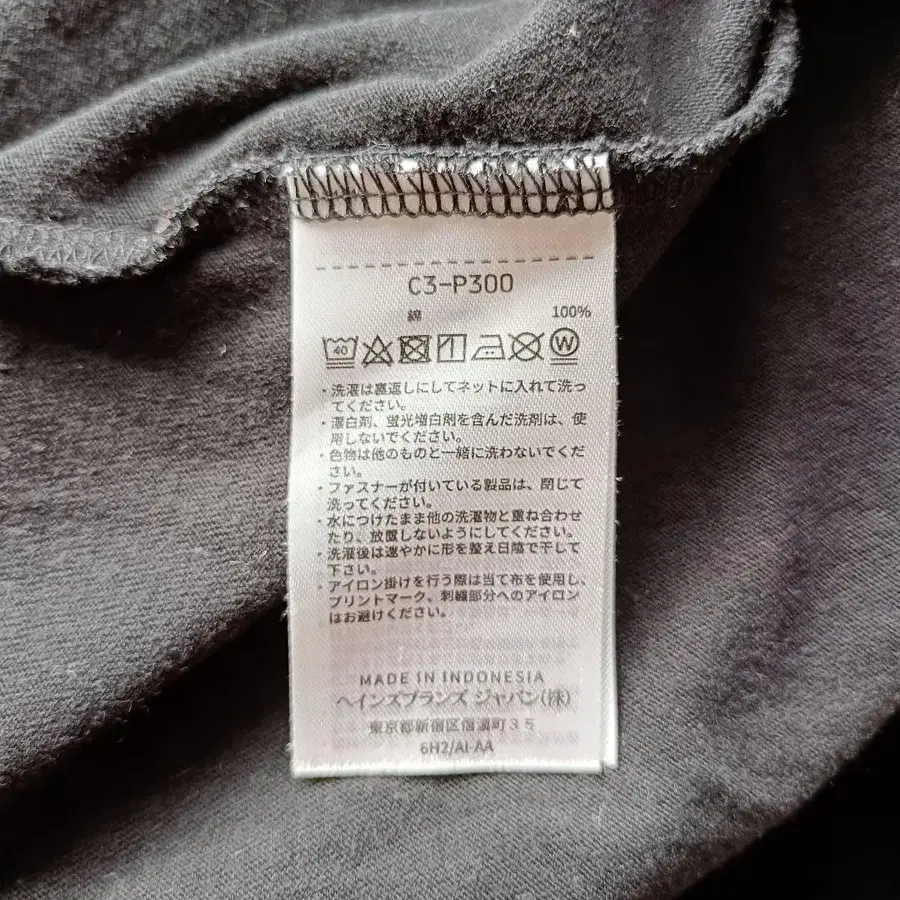 C3-P300
綿 100%
40 W
・洗濯は裏返しにしてネットに入れて洗っ
てください。
・漂白剤、蛍光増白剤を含んだ洗剤は、使
用しないでください。
・色物は他のものと一緒に洗わないでくだ
さい。
・ファスナーが付いている製品は、閉じて
洗ってください。
・水につけたまま他の洗濯物と重ね合わせ
たり、放置しないようにしてください。
・洗濯後は速やかに形を整え日陰で干して
下さい。
・アイロン掛けを行う際は当て布を使用し、
プリントマーク、刺繍部分へのアイロン
はお避けください。
MADE IN INDONESIA
ヘインズブランズ ジャパン(株)
東京都新宿区信濃町35
6H2/AI-AA